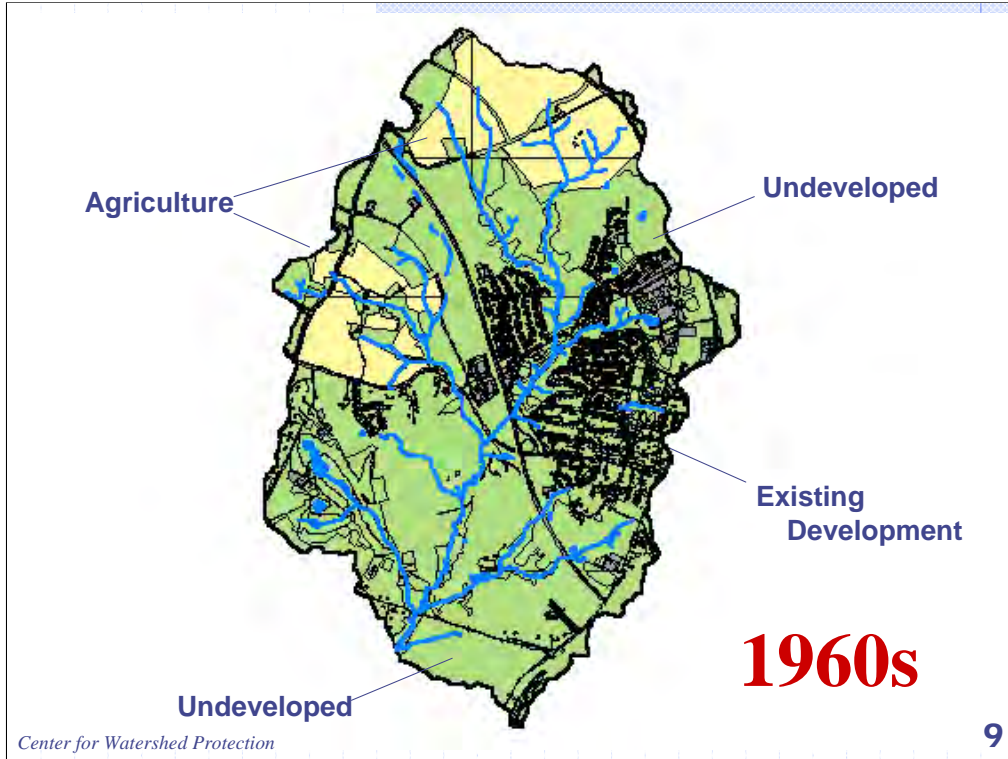 Agriculture
Undeveloped
Existing
Development
1960s
Undeveloped
Center for Watershed Protection
9